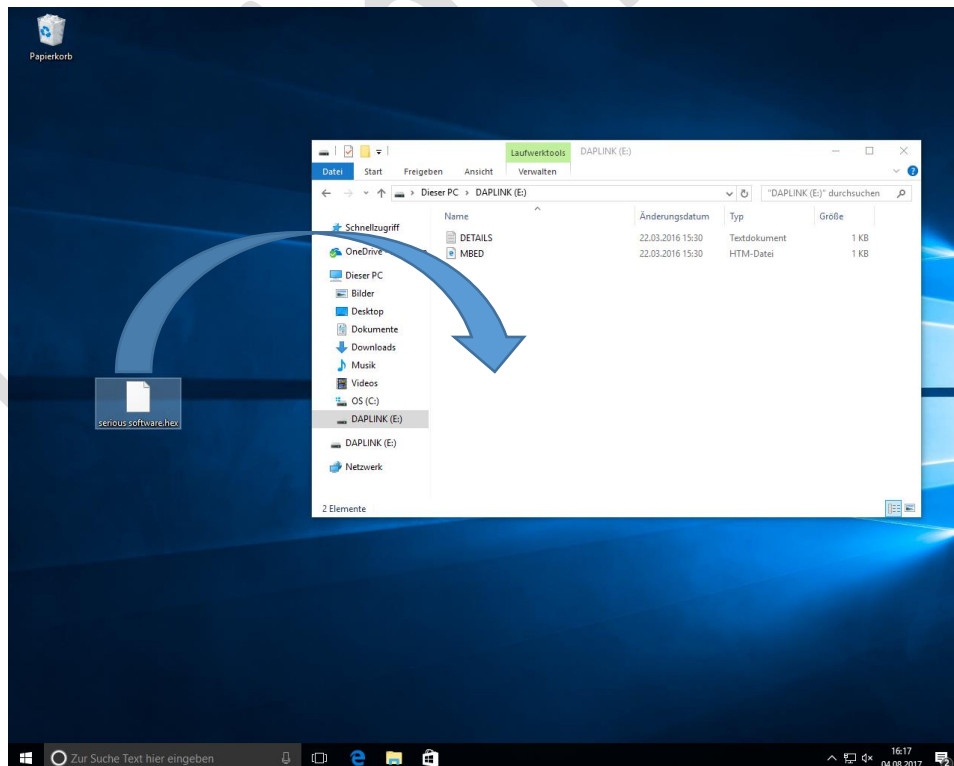 Papierkorb
Laufwerktools DAPLINK (E:)
Datei Start Freigeben Ansicht Verwalten
Dieser PC > DAPLINK (E:) "DAPLINK (E:)" durchsuchen
Name Änderungsdatum Typ Größe
Schnellzugriff
DETAILS 22.03.2016 15:30 Textdokument 1 KB
OneDrive MBED 22.03.2016 15:30 HTM-Datei 1 KB
Dieser PC
Bilder
Desktop
Dokumente
Downloads
Musik
Videos
OS (C:)
DAPLINK (E:)
serious software.hex
DAPLINK (E:)
Netzwerk
2 Elemente
Zur Suche Text hier eingeben
16:17
04.08.2017
2